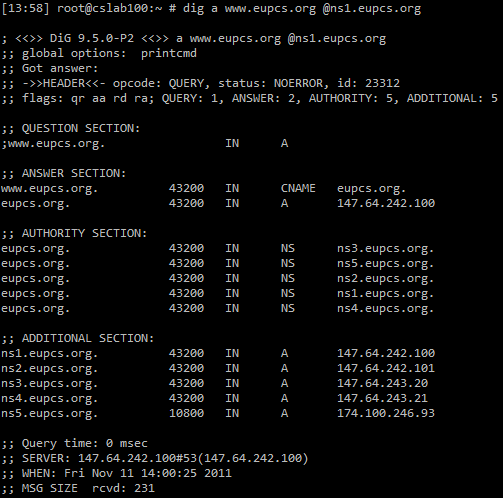 [13:58] root@cslab100:~ # dig a www.eupcs.org @ns1.eupcs.org
; <<>> DiG 9.5.0-P2 <<>> a www.eupcs.org @ns1.eupcs.org
;; global options:  printcmd
;; Got answer:
;; ->>HEADER<<- opcode: QUERY, status: NOERROR, id: 23312
;; flags: qr aa rd ra; QUERY: 1, ANSWER: 2, AUTHORITY: 5, ADDITIONAL: 5
;; QUESTION SECTION:
;www.eupcs.org. IN A
;; ANSWER SECTION:
www.eupcs.org. 43200 IN CNAME eupcs.org.
eupcs.org. 43200 IN A 147.64.242.100
;; AUTHORITY SECTION:
eupcs.org. 43200 IN NS ns3.eupcs.org.
eupcs.org. 43200 IN NS ns5.eupcs.org.
eupcs.org. 43200 IN NS ns2.eupcs.org.
eupcs.org. 43200 IN NS ns1.eupcs.org.
eupcs.org. 43200 IN NS ns4.eupcs.org.
;; ADDITIONAL SECTION:
ns1.eupcs.org. 43200 IN A 147.64.242.100
ns2.eupcs.org. 43200 IN A 147.64.242.101
ns3.eupcs.org. 43200 IN A 147.64.243.20
ns4.eupcs.org. 43200 IN A 147.64.243.21
ns5.eupcs.org. 10800 IN A 174.100.246.93
;; Query time: 0 msec
;; SERVER: 147.64.242.100#53(147.64.242.100)
;; WHEN: Fri Nov 11 14:00:25 2011
;; MSG SIZE  rcvd: 231